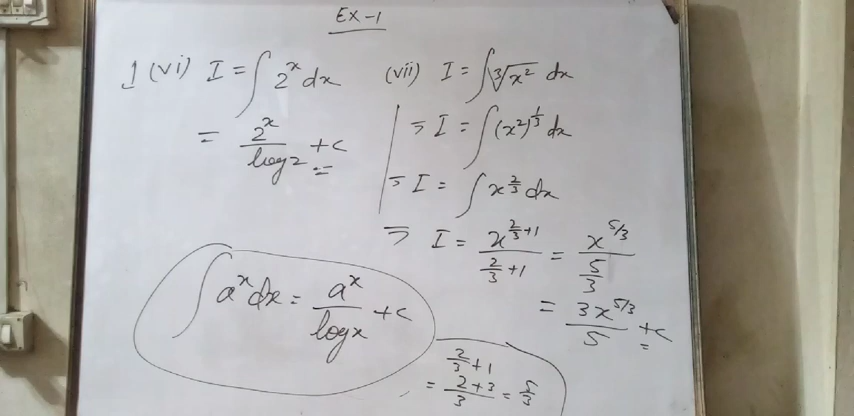 EX-1
1 (vi) I = ∫ 2^x dx
= 2^x / log 2 + c
(vii) I = ∫ ∛(x^2) dx
⇒ I = ∫ (x^2)^(1/3) dx
⇒ I = ∫ x^(2/3) dx
⇒ I = x^(2/3 + 1) / (2/3 + 1) = x^(5/3) / (5/3)
= 3x^(5/3) / 5 + c
∫ a^x dx = a^x / log x + c
2/3 + 1
= (2+3)/3 = 5/3